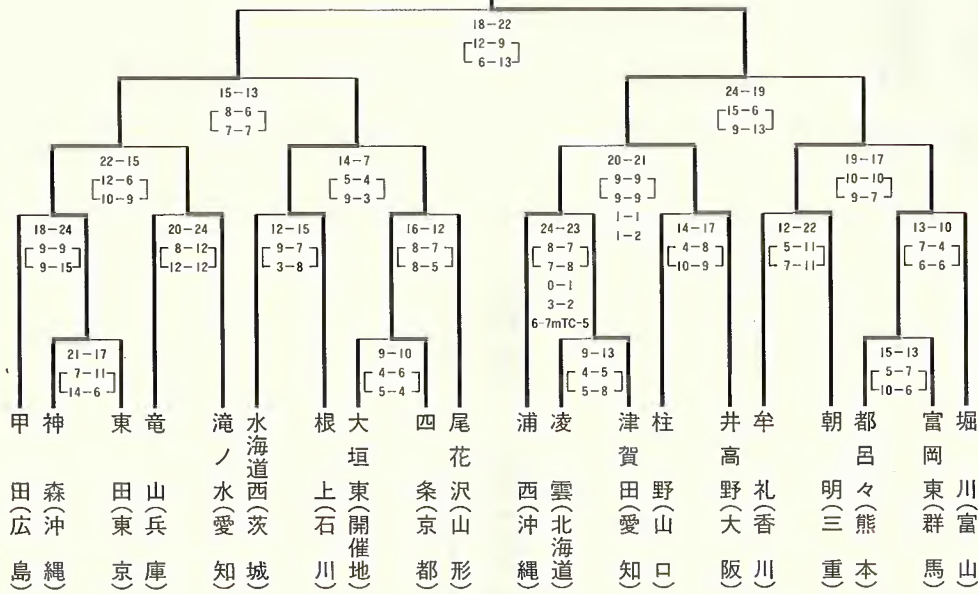 18-22
12-9
6-13
15-13
8-6
7-7
24-19
15-6
9-13
22-15
12-6
10-9
14-7
5-4
9-3
20-21
9-9
9-9
1-1
1-2
19-17
10-10
9-7
18-24
9-9
9-15
20-24
8-12
12-12
12-15
9-7
3-8
16-12
8-7
8-5
24-23
8-7
7-8
0-1
3-2
6-7mTC-5
14-17
4-8
10-9
12-22
5-11
7-11
13-10
7-4
6-6
21-17
7-11
14-6
9-10
4-6
5-4
9-13
4-5
5-8
15-13
5-7
10-6
甲田(広島)
神森(沖縄)
東田(東京)
竜山(兵庫)
滝ノ水(愛知)
水海道西(茨城)
根上(石川)
大垣東(開催地)
四条(京都)
尾花沢(山形)
浦西(沖縄)
凌雲(北海道)
津賀田(愛知)
柱野(山口)
井高野(大阪)
牟礼(香川)
朝明(三重)
都呂々(熊本)
富岡東(群馬)
堀川(富山)